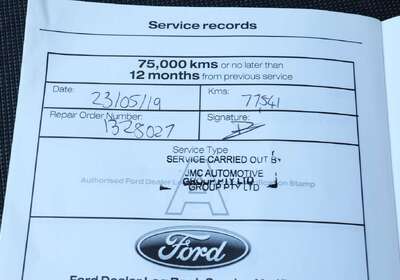 Service records
75,000 kms or no later than
12 months from previous service
Date: 23/05/19 Kms: 77541
Repair Order Number: 1328027 Signature:
Service Type
SERVICE CARRIED OUT BY
JMC AUTOMOTIVE
Authorised Ford Dealer Stamp
GROUP PTY LTD
A
Ford